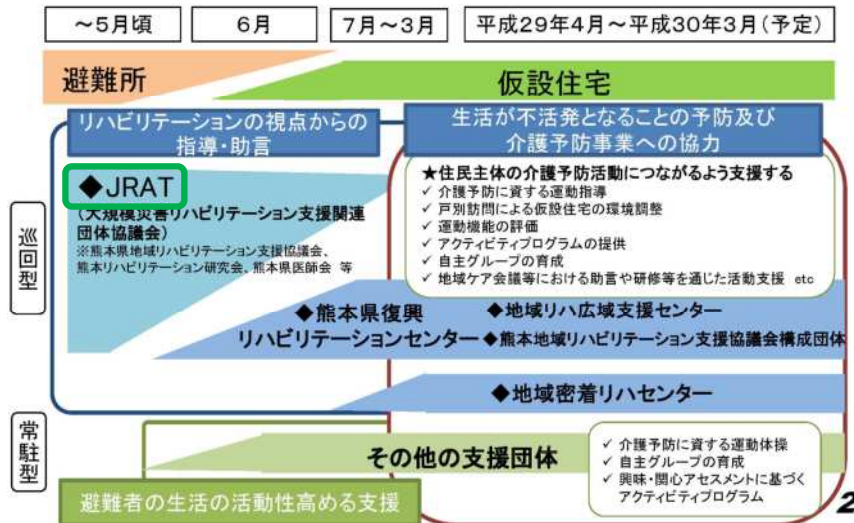 ～5月頃
6月
7月～3月
平成29年4月～平成30年3月(予定)
避難所
仮設住宅
リハビリテーションの視点からの
指導・助言
生活が不活発となることの予防及び
介護予防事業への協力
◆JRAT
(大規模災害リハビリテーション支援関連
団体協議会)
※熊本県地域リハビリテーション支援協議会、
熊本リハビリテーション研究会、熊本県医師会 等
★住民主体の介護予防活動につながるよう支援する
✓ 介護予防に資する運動指導
✓ 戸別訪問による仮設住宅の環境調整
✓ 運動機能の評価
✓ アクティビティプログラムの提供
✓ 自主グループの育成
✓ 地域ケア会議等における助言や研修等を通じた活動支援 etc
巡回型
◆熊本県復興
リハビリテーションセンター
◆地域リハ広域支援センター
◆熊本地域リハビリテーション支援協議会構成団体
◆地域密着リハセンター
常駐型
その他の支援団体
✓ 介護予防に資する運動体操
✓ 自主グループの育成
✓ 興味・関心アセスメントに基づく
アクティビティプログラム
避難者の生活の活動性高める支援
2